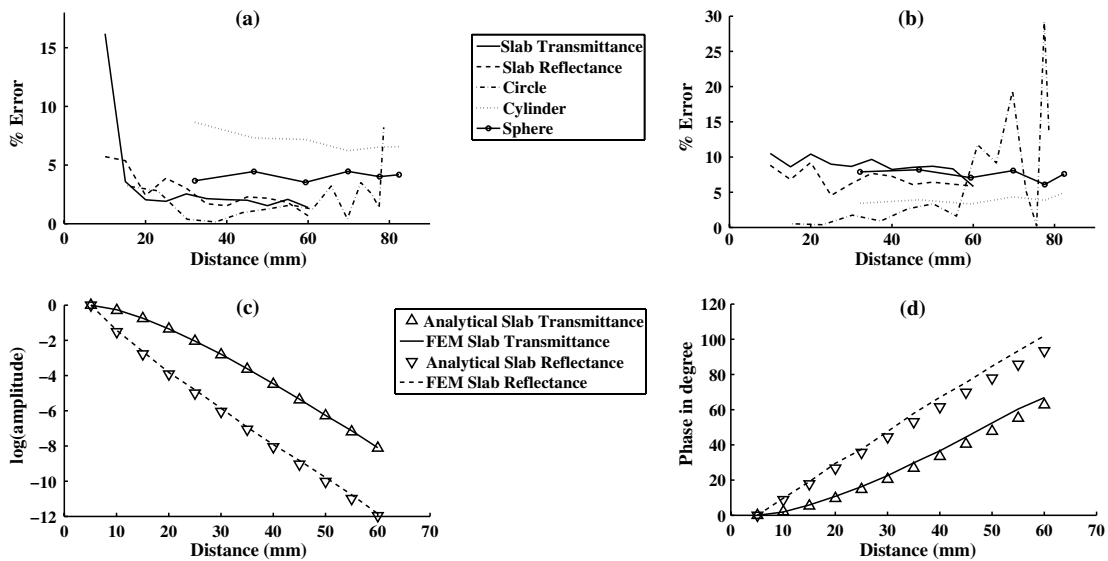 (a)
% Error
15
10
5
0
0 20 40 60 80
Distance (mm)
Slab Transmittance
Slab Reflectance
Circle
Cylinder
Sphere
(b)
% Error
30
25
20
15
10
5
0
0 20 40 60 80
Distance (mm)
(c)
log(amplitude)
0
−2
−4
−6
−8
−10
−12
0 10 20 30 40 50 60 70
Distance (mm)
Analytical Slab Transmittance
FEM Slab Transmittance
Analytical Slab Reflectance
FEM Slab Reflectance
(d)
Phase in degree
120
100
80
60
40
20
0
0 10 20 30 40 50 60 70
Distance (mm)